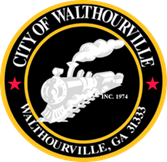 CITY OF WALTHOURVILLE
INC. 1974
WALTHOURVILLE, GA 31333